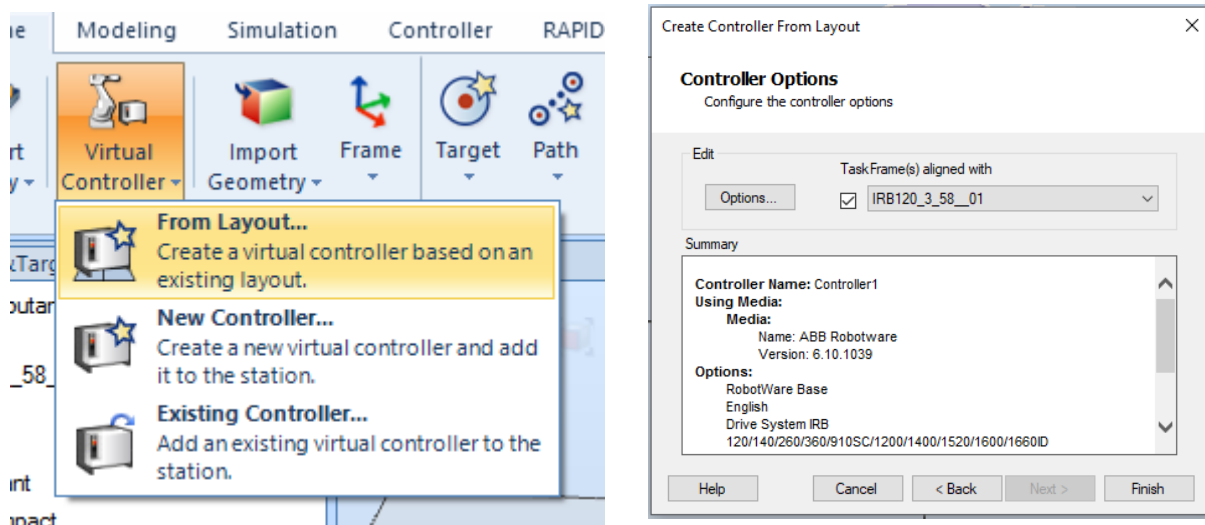 Modeling Simulation Controller RAPID
Virtual
Controller
Import
Geometry
Frame
Target
Path
From Layout...
Create a virtual controller based on an
existing layout.
New Controller...
Create a new virtual controller and add
it to the station.
Existing Controller...
Add an existing virtual controller to the
station.
_58_
Create Controller From Layout
Controller Options
Configure the controller options
Edit
TaskFrame(s) aligned with
Options... IRB120_3_58__01
Summary
Controller Name: Controller1
Using Media:
Media:
Name: ABB Robotware
Version: 6.10.1039
Options:
RobotWare Base
English
Drive System IRB
120/140/260/360/910SC/1200/1400/1520/1600/1660ID
Help Cancel < Back Next > Finish